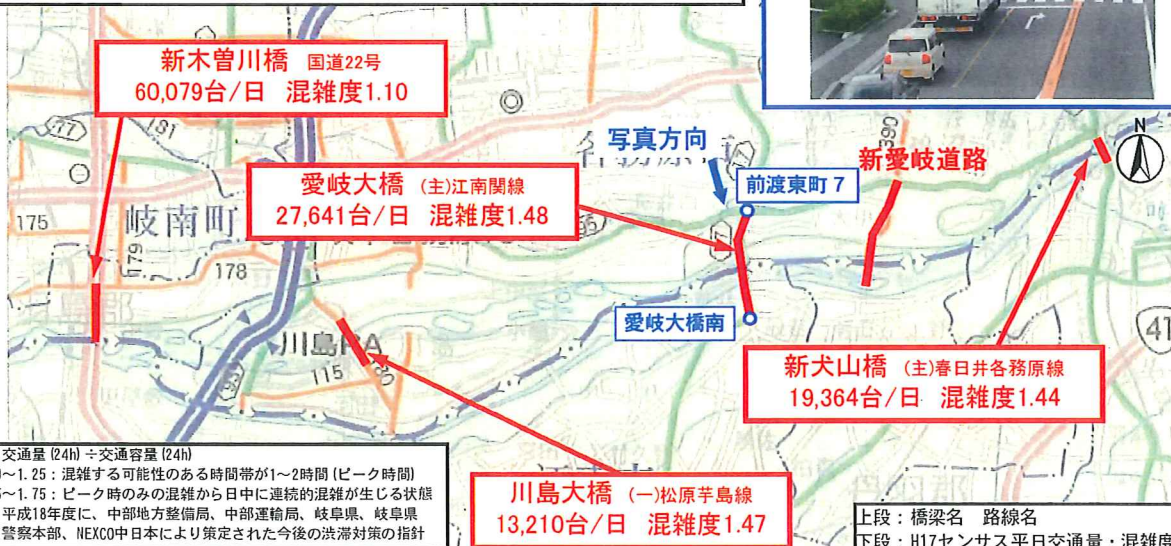 新木曽川橋 国道22号
60,079台/日 混雑度1.10
写真方向
390
新愛岐道路
N
181
愛岐大橋 (主)江南関線
27,641台/日 混雑度1.48
前渡東町7
175
岐南町
179
178
愛岐大橋南
川島PA
115
41
新犬山橋 (主)春日井各務原線
19,364台/日 混雑度1.44
交通量(24h)÷交通容量(24h)
~1.25:混雑する可能性のある時間帯が1~2時間(ピーク時間)
~1.75:ピーク時のみの混雑から日中に連続的混雑が生じる状態
平成18年度に、中部地方整備局、中部運輸局、岐阜県、岐阜県
警察本部、NEXCO中日本により策定された今後の渋滞対策の指針
川島大橋 (一)松原芋島線
13,210台/日 混雑度1.47
上段:橋梁名 路線名
下段:H17センサス平日交通量・混雑度